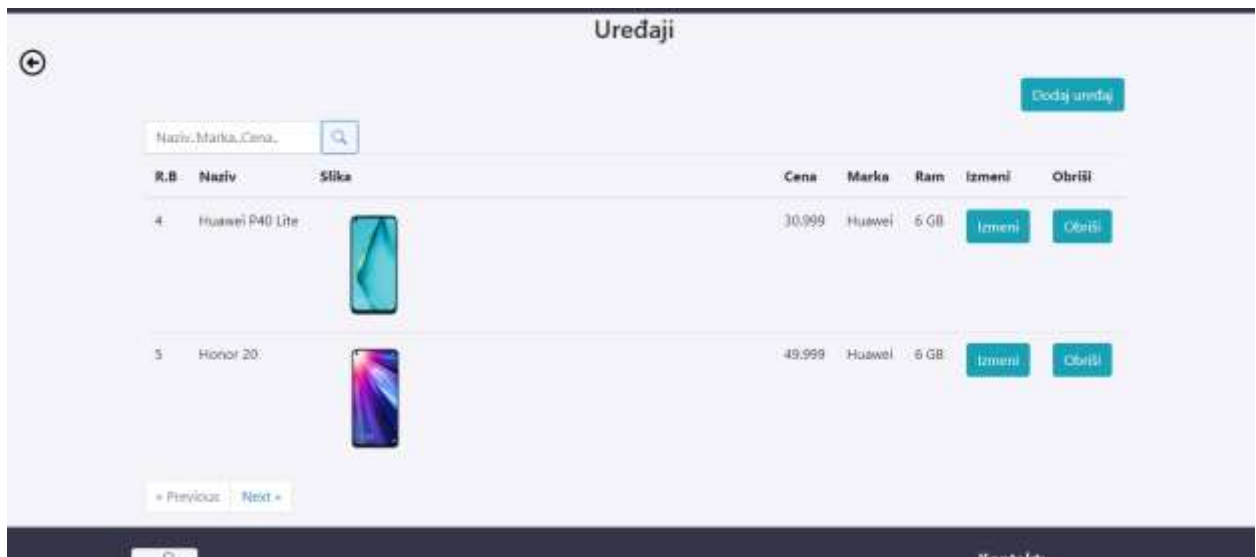 Uređaji
Dodaj uređaj
Naziv..Marka..Cena..
R.B Naziv Slika Cena Marka Ram Izmeni Obriši
4 Huawei P40 Lite 30.999 Huawei 6 GB Izmeni Obriši
5 Honor 20 49.999 Huawei 6 GB Izmeni Obriši
« Previous Next »